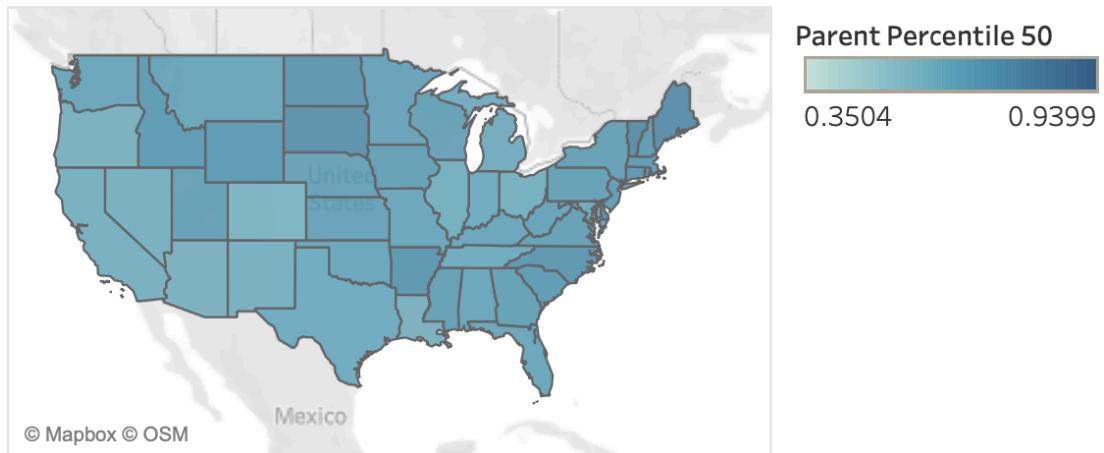 Parent Percentile 50
0.3504 0.9399
United
States
Mexico
© Mapbox © OSM